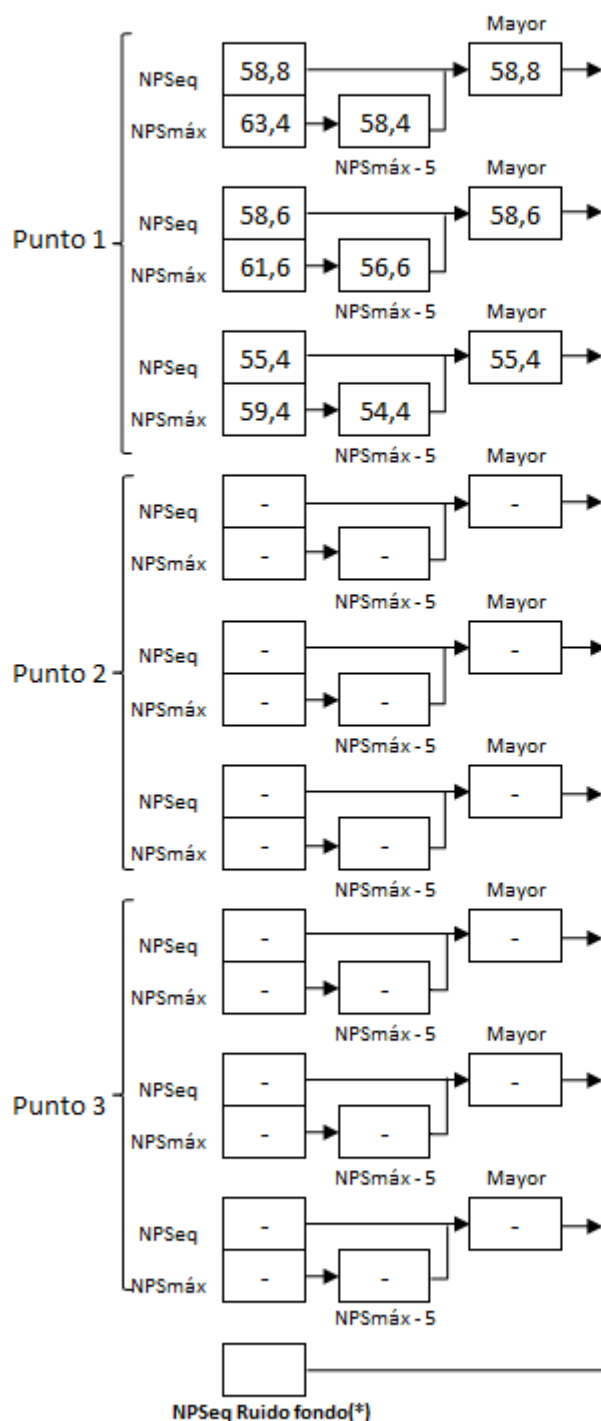 Mayor
NPSeq 58,8 58,8
NPSmáx 63,4 58,4
NPSmáx - 5
Mayor
Punto 1
NPSeq 58,6 58,6
NPSmáx 61,6 56,6
NPSmáx - 5
Mayor
NPSeq 55,4 55,4
NPSmáx 59,4 54,4
NPSmáx - 5
Mayor
NPSeq - -
NPSmáx - -
NPSmáx - 5
Mayor
Punto 2
NPSeq - -
NPSmáx - -
NPSmáx - 5
Mayor
NPSeq - -
NPSmáx - -
NPSmáx - 5
Mayor
NPSeq - -
NPSmáx - -
NPSmáx - 5
Mayor
Punto 3
NPSeq - -
NPSmáx - -
NPSmáx - 5
Mayor
NPSeq - -
NPSmáx - -
NPSmáx - 5
NPSeq Ruido fondo(*)